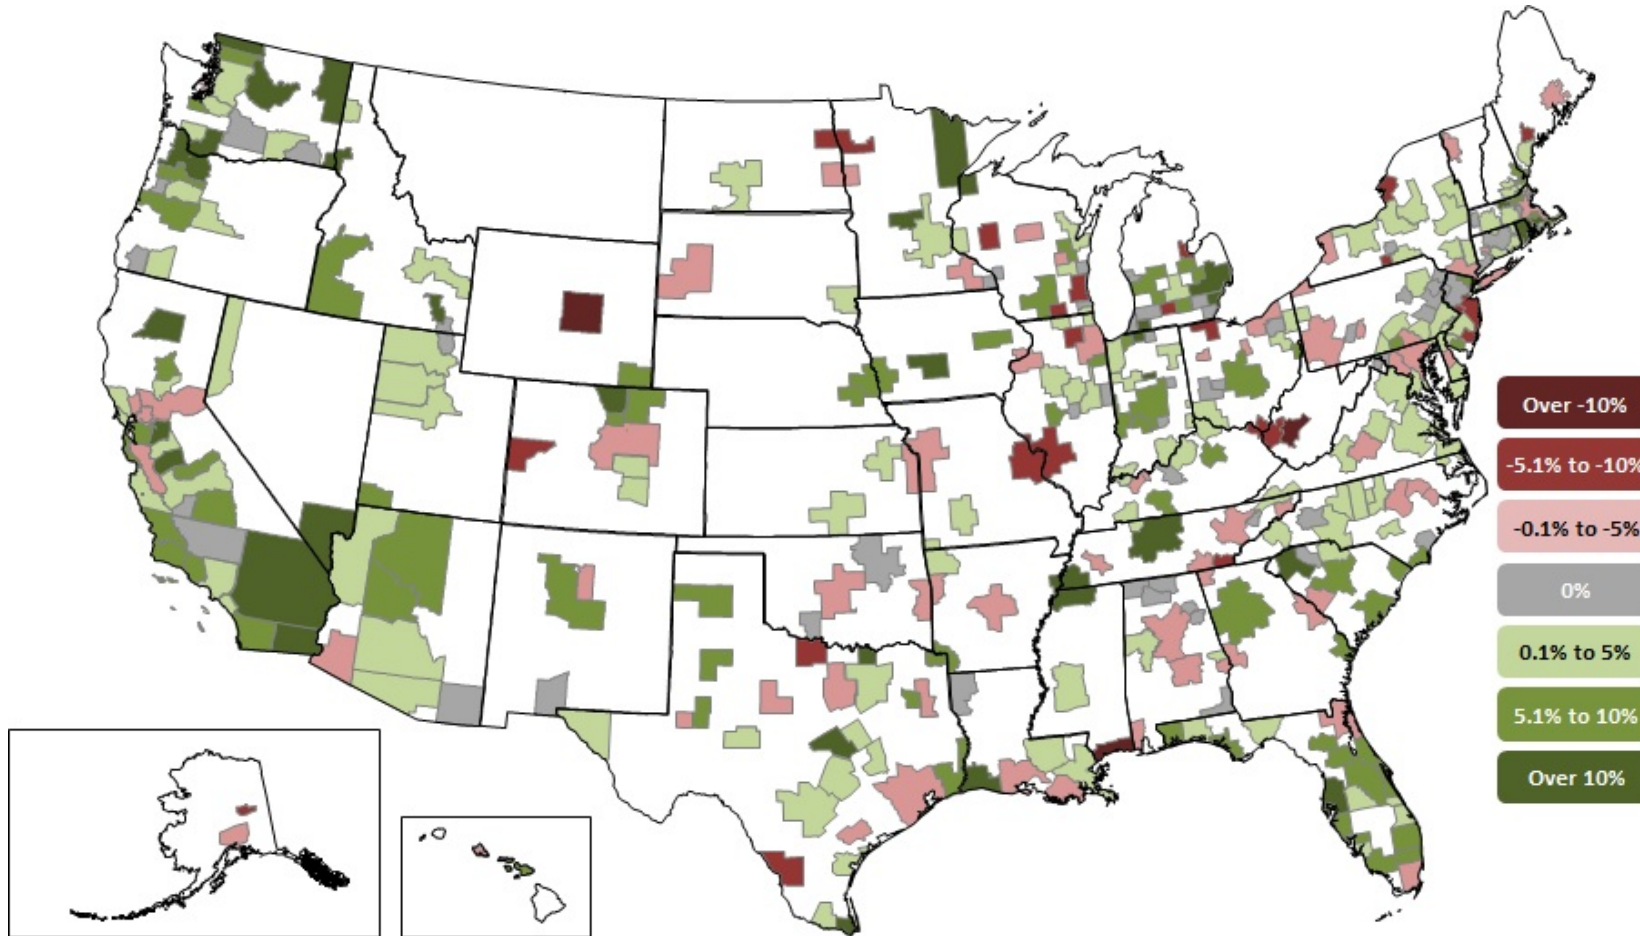 Over -10%
-5.1% to -10%
-0.1% to -5%
0%
0.1% to 5%
5.1% to 10%
Over 10%